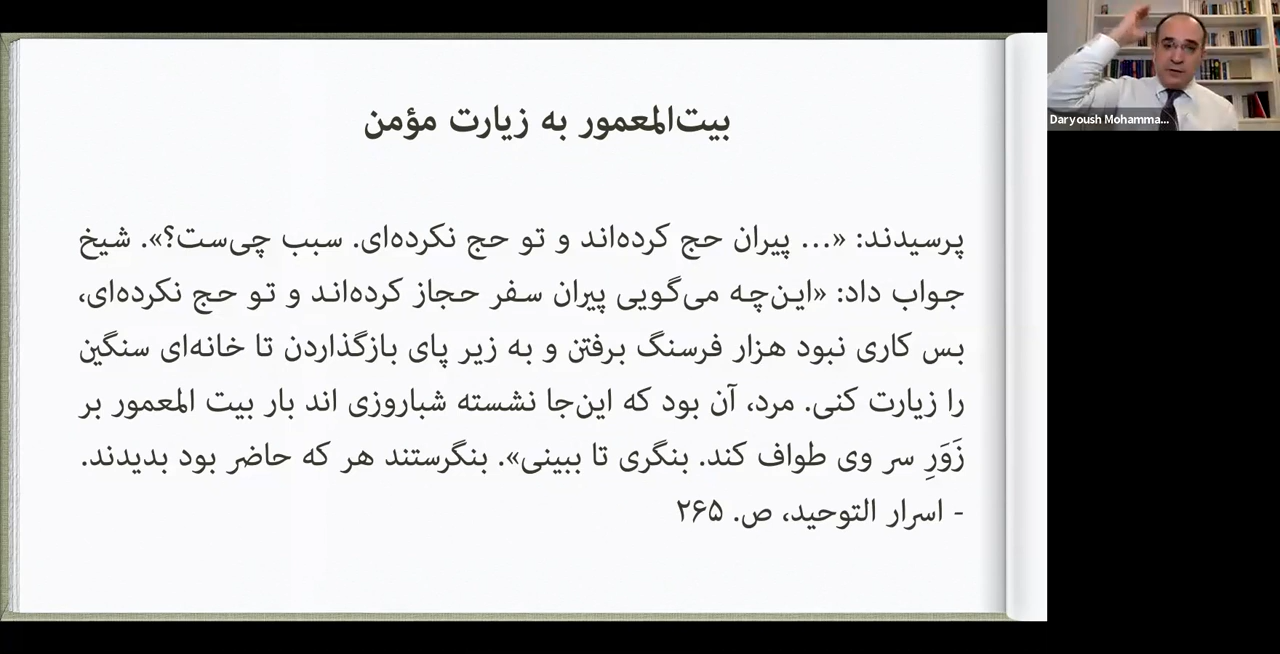 بیت‌المعمور به زیارت مؤمن
پرسیدند: «... پیران حج کرده‌اند و تو حج نکرده‌ای. سبب چی‌ست؟». شیخ
جواب داد: «این‌چه می‌گویی پیران سفر حجاز کرده‌اند و تو حج نکرده‌ای،
بس کاری نبود هزار فرسنگ برفتن و به زیر پای بازگذاردن تا خانه‌ای سنگین
را زیارت کنی. مرد، آن بود که این‌جا نشسته شباروزی اند بار بیت المعمور بر
زَوَرِ سر وی طواف کند. بنگری تا ببینی». بنگرستند هر که حاضر بود بدیدند.
- اسرار التوحید، ص. ۲۶۵
Daryoush Mohamma...